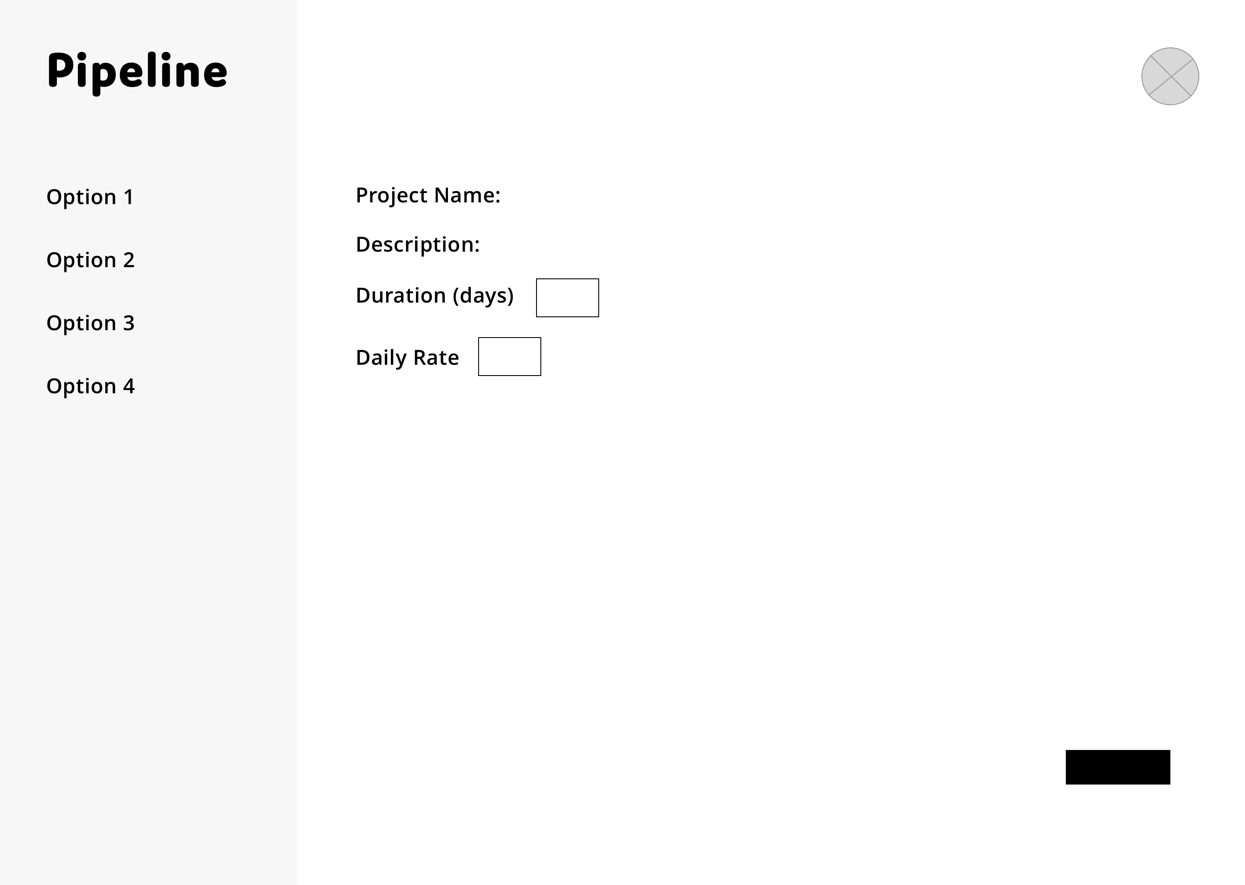 Pipeline
Option 1
Option 2
Option 3
Option 4
Project Name:
Description:
Duration (days)
Daily Rate